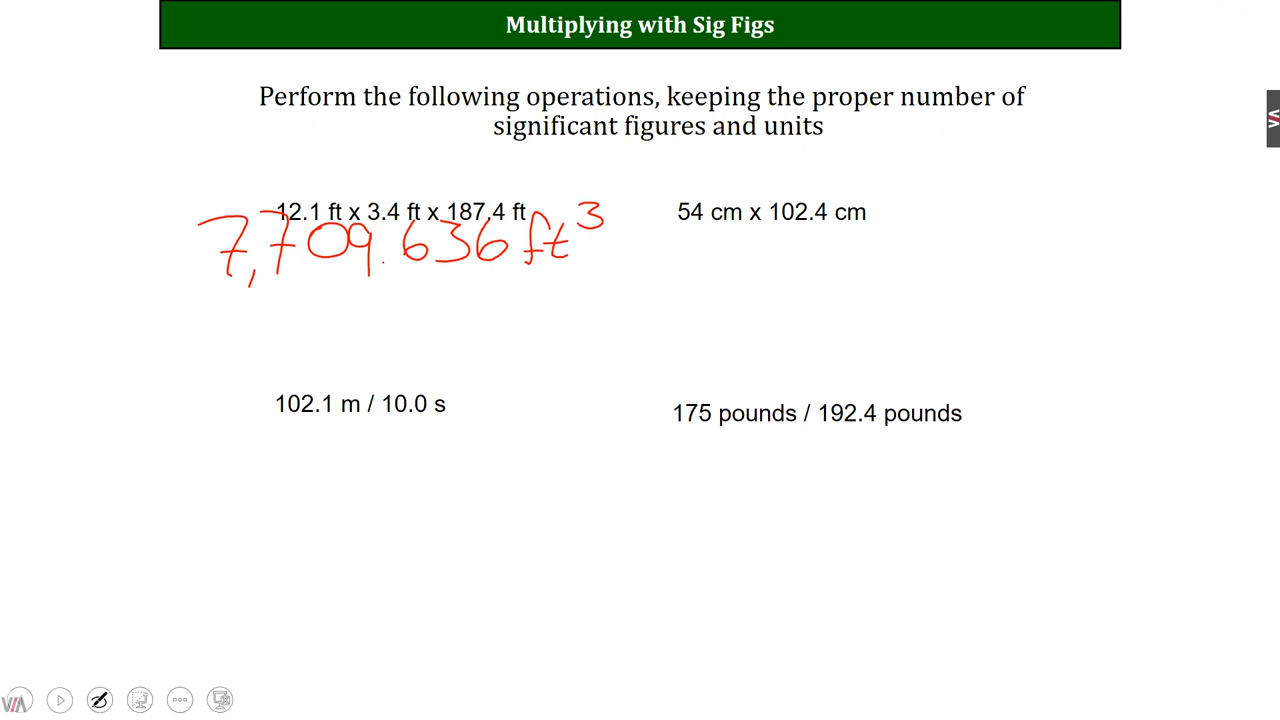 Multiplying with Sig Figs
Perform the following operations, keeping the proper number of
significant figures and units
12.1 ft x 3.4 ft x 187.4 ft
7,709.636 ft³
54 cm x 102.4 cm
102.1 m / 10.0 s
175 pounds / 192.4 pounds
VIA